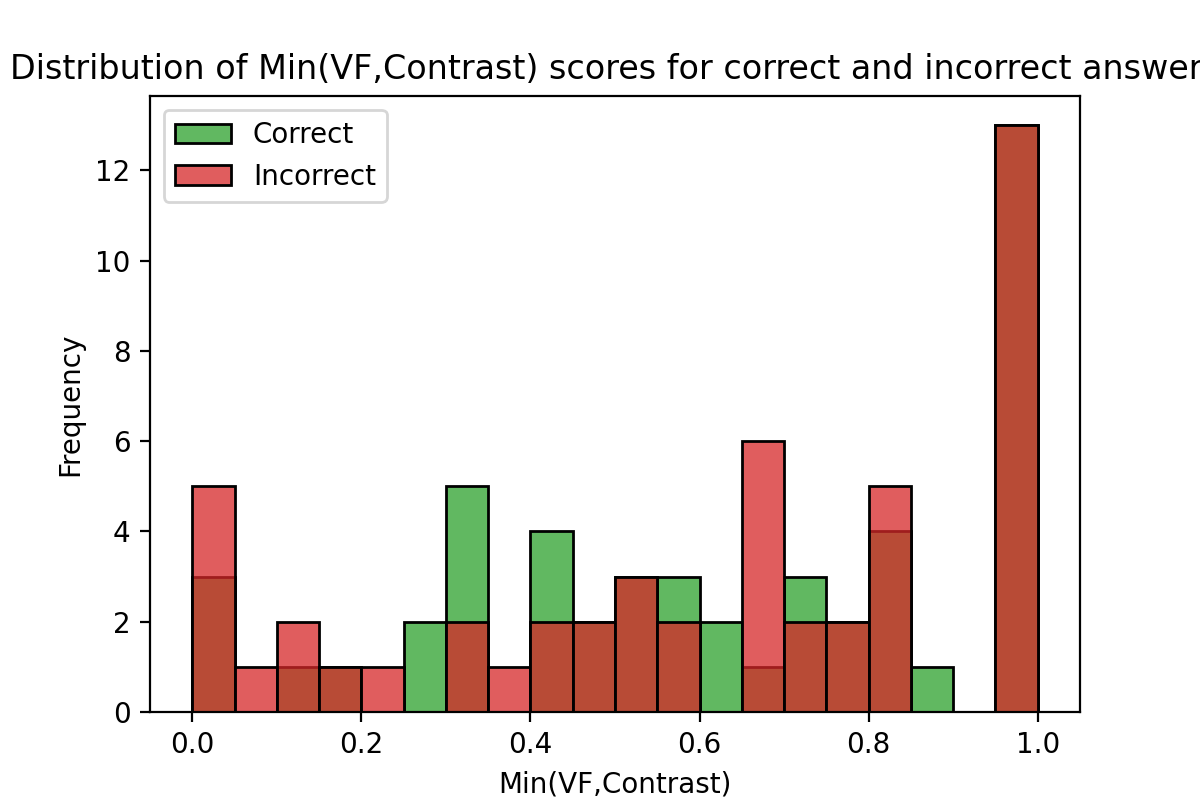 Distribution of Min(VF,Contrast) scores for correct and incorrect answer
Correct
Incorrect
12
10
8
6
4
2
0
Frequency
0.0 0.2 0.4 0.6 0.8 1.0
Min(VF,Contrast)